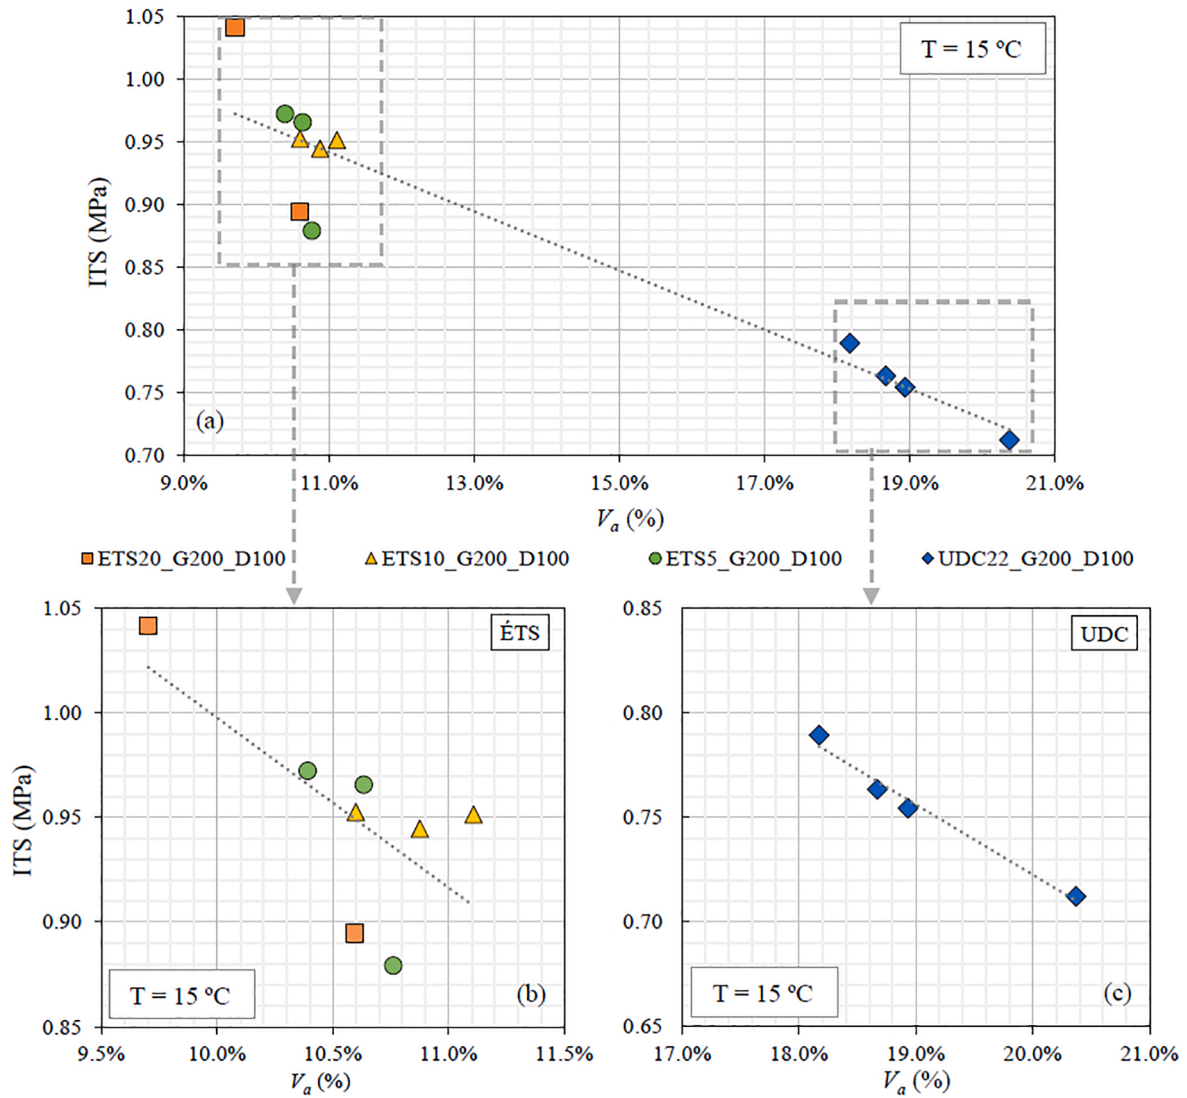 1.05
T = 15 ºC
1.00
0.95
0.90
ITS (MPa)
0.85
0.80
0.75
(a)
0.70
9.0% 11.0% 13.0% 15.0% 17.0% 19.0% 21.0%
Va (%)
ETS20_G200_D100 ETS10_G200_D100 ETS5_G200_D100 UDC22_G200_D100
1.05
ÉTS
1.00
0.95
ITS (MPa)
0.90
T = 15 ºC
(b)
0.85
9.5% 10.0% 10.5% 11.0% 11.5%
Va (%)
0.85
UDC
0.80
0.75
0.70
T = 15 ºC
(c)
0.65
17.0% 18.0% 19.0% 20.0% 21.0%
Va (%)